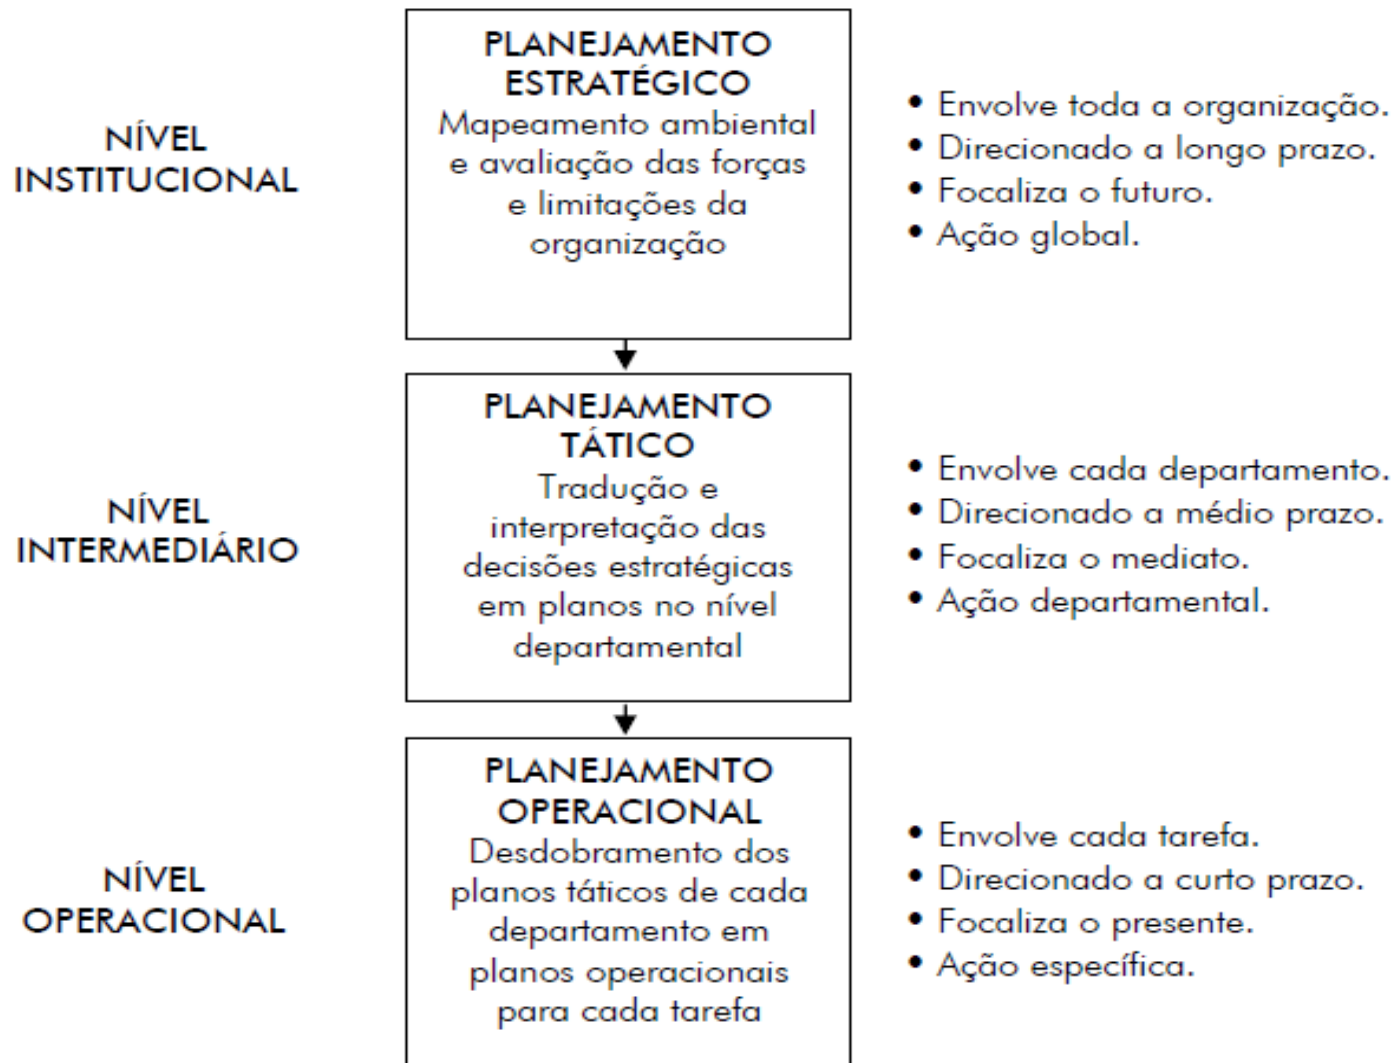 NÍVEL
INSTITUCIONAL
PLANEJAMENTO
ESTRATÉGICO
Mapeamento ambiental
e avaliação das forças
e limitações da
organização
• Envolve toda a organização.
• Direcionado a longo prazo.
• Focaliza o futuro.
• Ação global.
NÍVEL
INTERMEDIÁRIO
PLANEJAMENTO
TÁTICO
Tradução e
interpretação das
decisões estratégicas
em planos no nível
departamental
• Envolve cada departamento.
• Direcionado a médio prazo.
• Focaliza o mediato.
• Ação departamental.
NÍVEL
OPERACIONAL
PLANEJAMENTO
OPERACIONAL
Desdobramento dos
planos táticos de cada
departamento em
planos operacionais
para cada tarefa
• Envolve cada tarefa.
• Direcionado a curto prazo.
• Focaliza o presente.
• Ação específica.